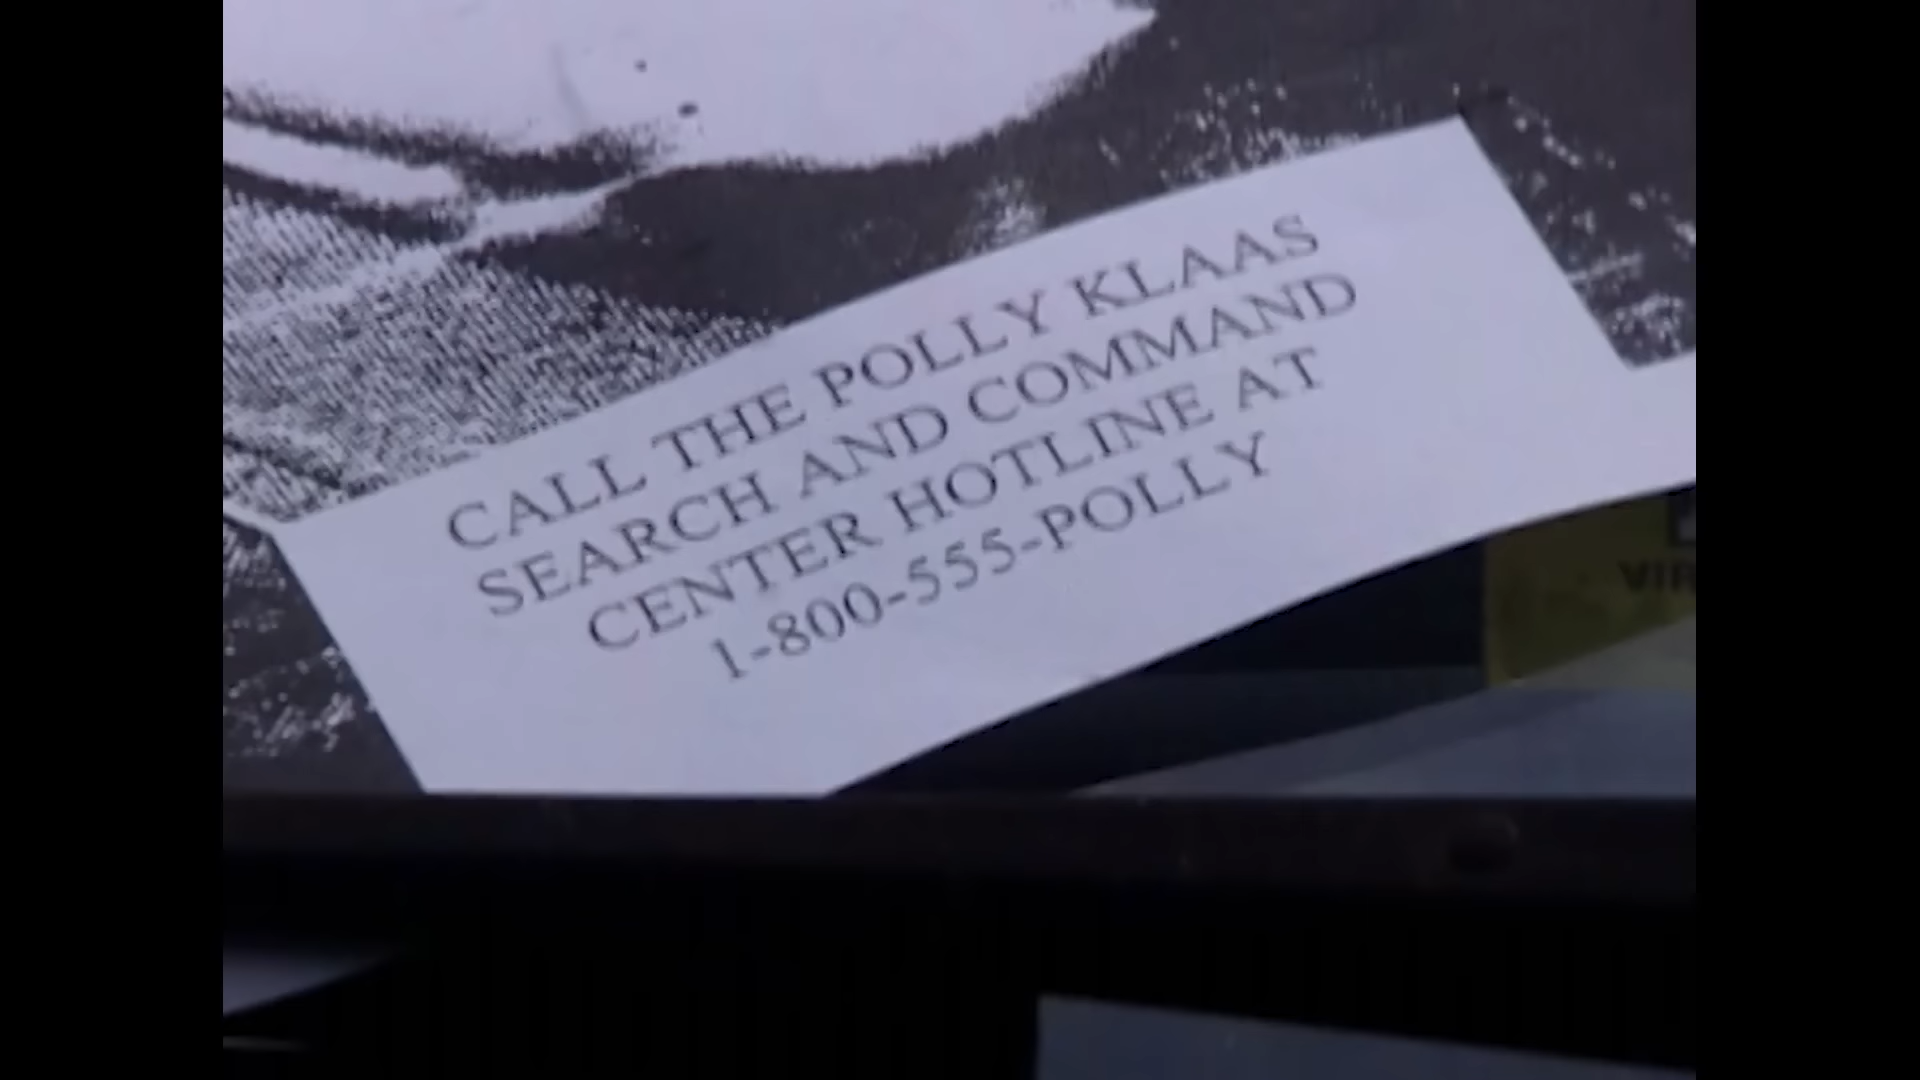 CALL THE POLLY KLAAS
SEARCH AND COMMAND
CENTER HOTLINE AT
1-800-555-POLLY